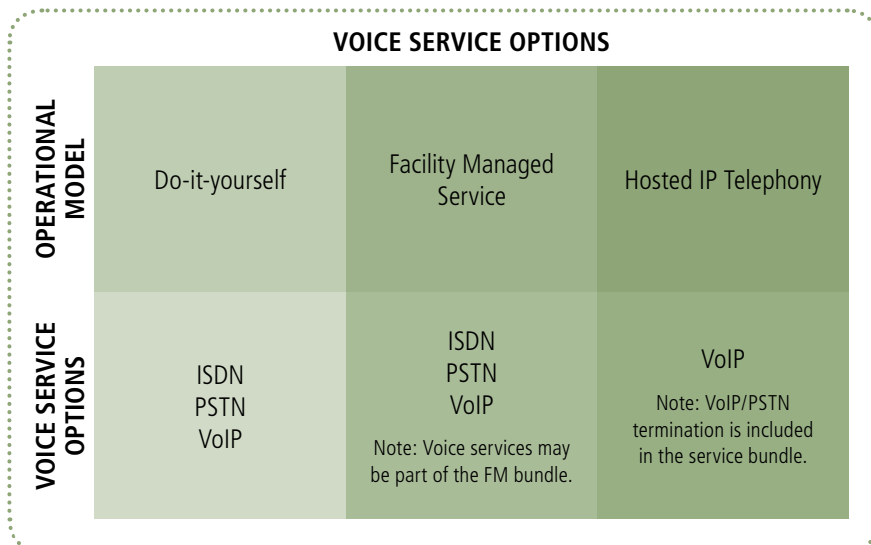 VOICE SERVICE OPTIONS
OPERATIONAL
MODEL
Do-it-yourself
Facility Managed
Service
Hosted IP Telephony
VOICE SERVICE
OPTIONS
ISDN
PSTN
VoIP
ISDN
PSTN
VoIP
Note: Voice services may
be part of the FM bundle.
VoIP
Note: VoIP/PSTN
termination is included
in the service bundle.